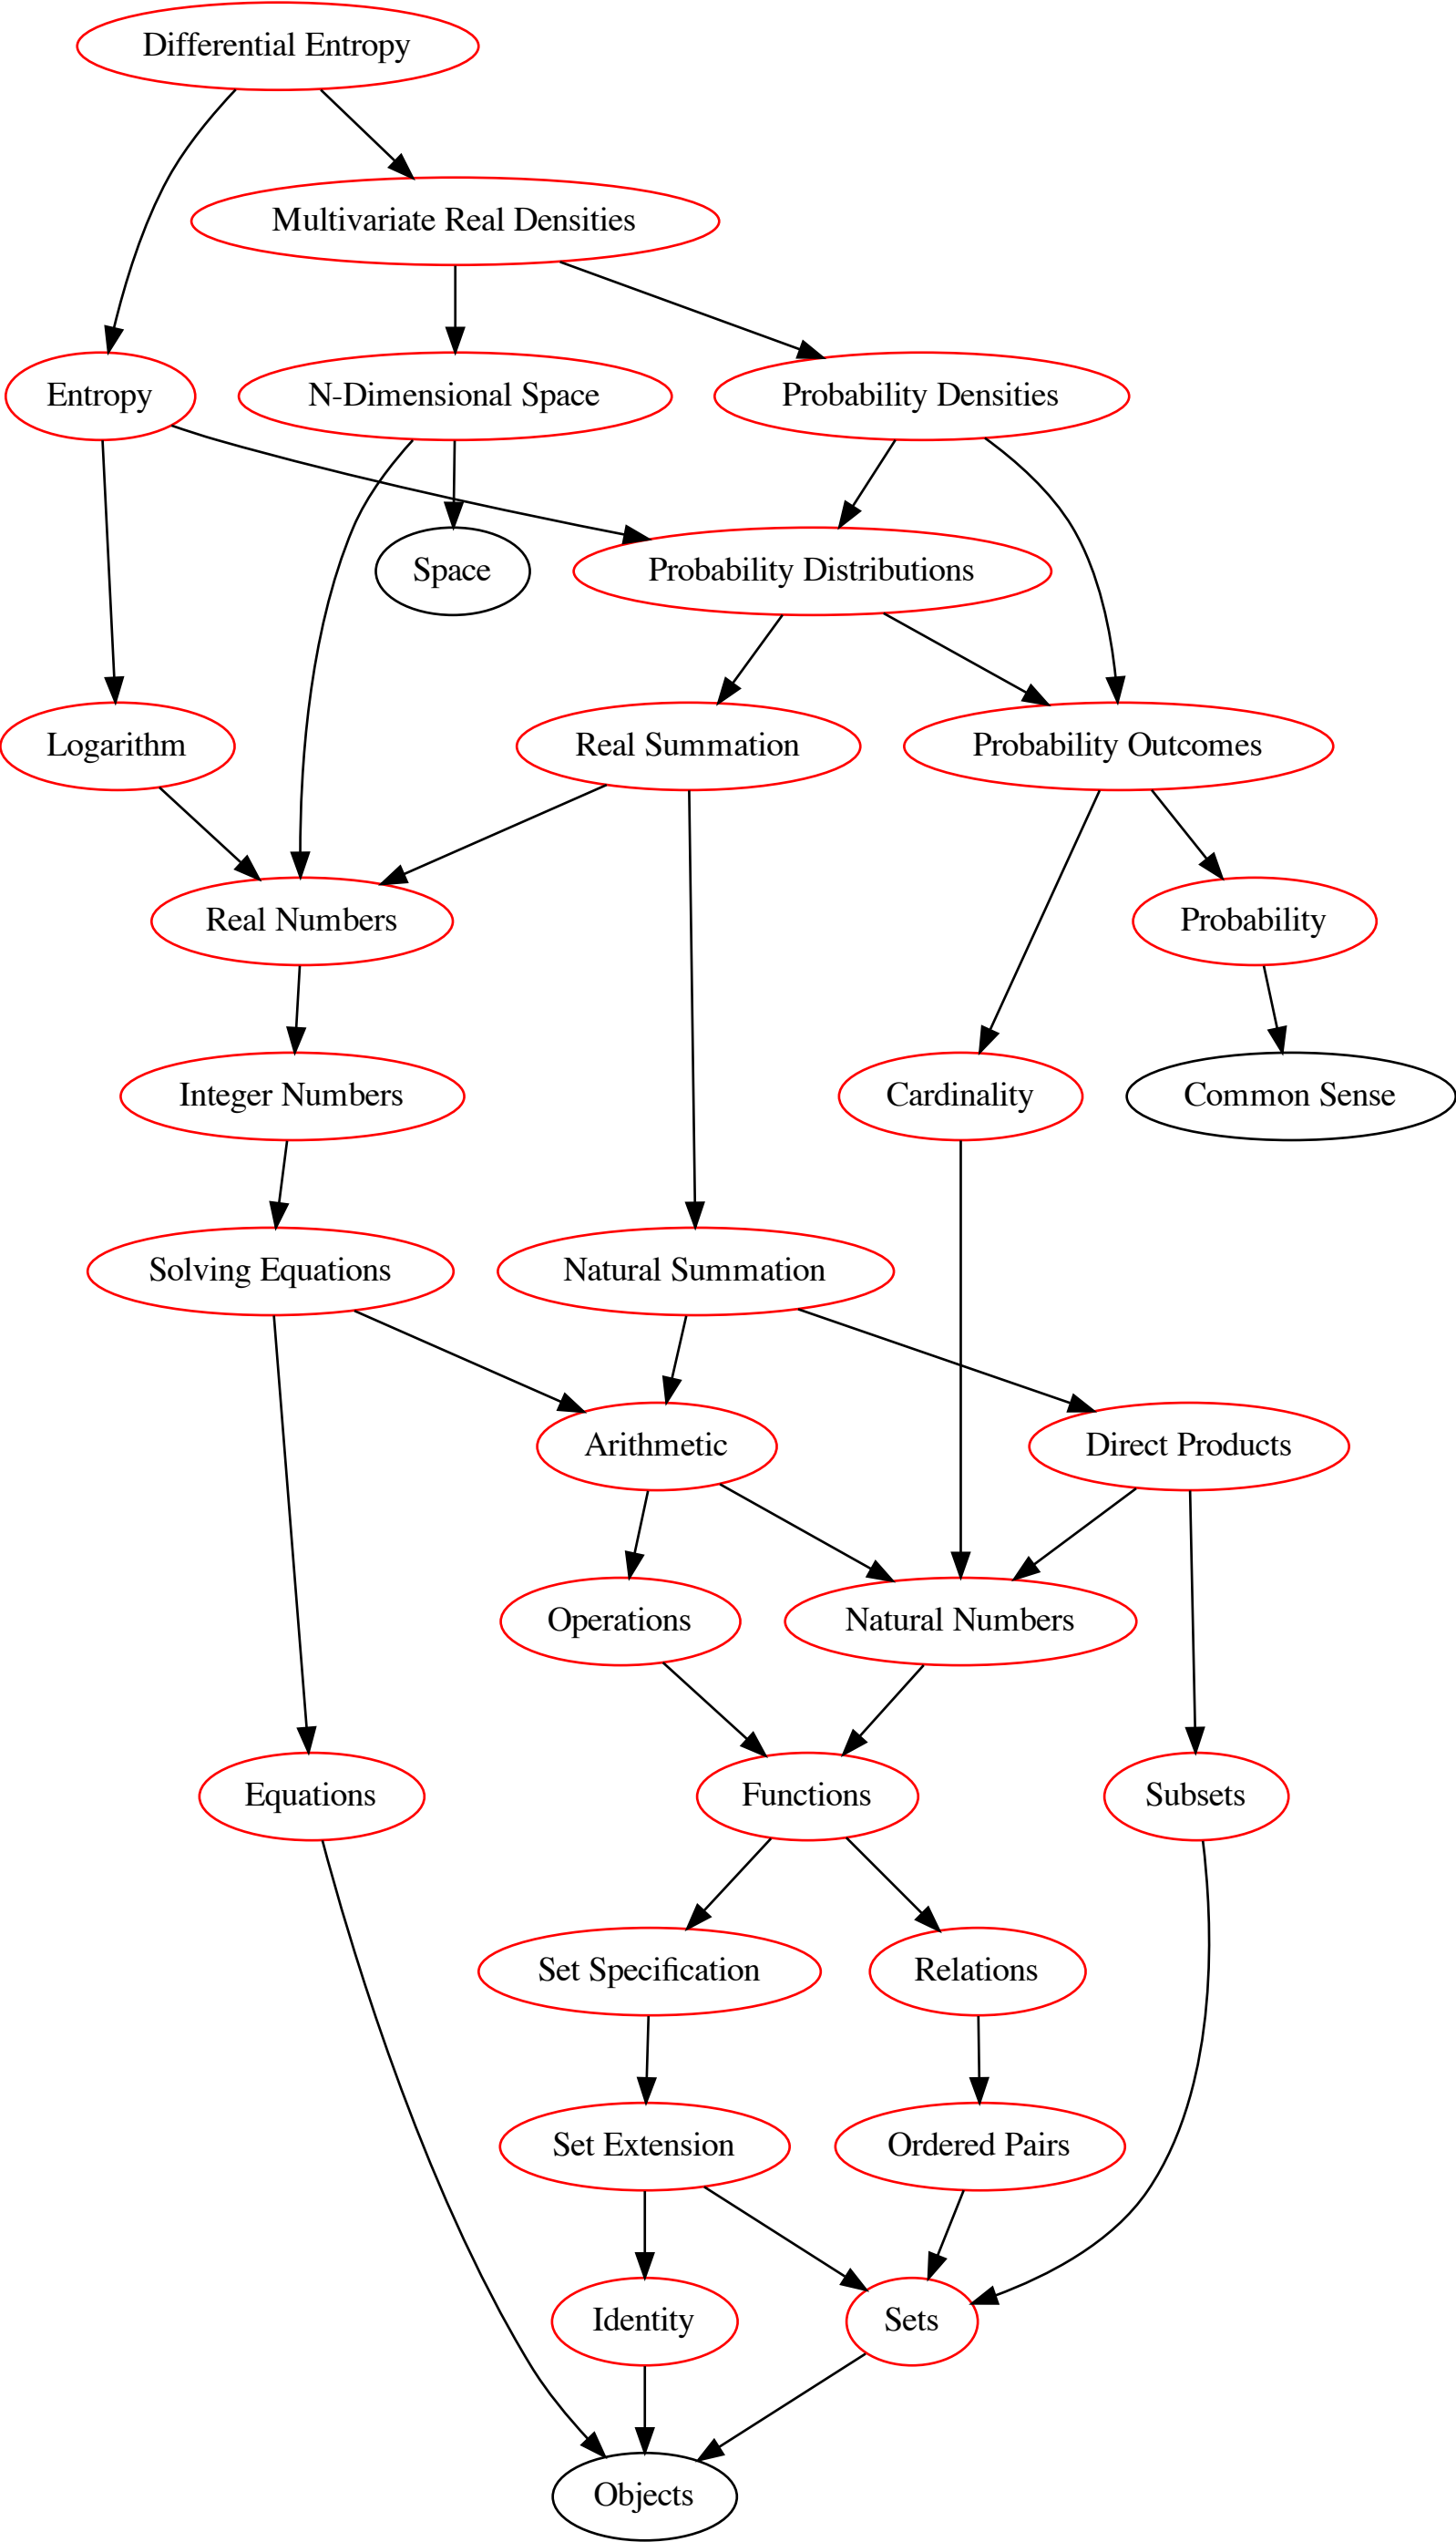 Differential Entropy
Multivariate Real Densities
Entropy
N-Dimensional Space
Probability Densities
Space
Probability Distributions
Logarithm
Real Summation
Probability Outcomes
Real Numbers
Probability
Integer Numbers
Cardinality
Common Sense
Solving Equations
Natural Summation
Arithmetic
Direct Products
Operations
Natural Numbers
Equations
Functions
Subsets
Set Specification
Relations
Set Extension
Ordered Pairs
Identity
Sets
Objects